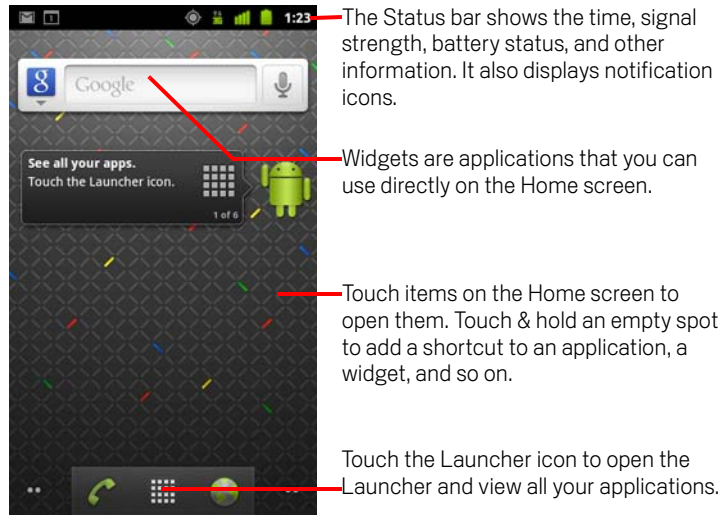 1:23
The Status bar shows the time, signal
strength, battery status, and other
information. It also displays notification
icons.
Google
Widgets are applications that you can
use directly on the Home screen.
See all your apps.
Touch the Launcher icon.
1 of 6
Touch items on the Home screen to
open them. Touch & hold an empty spot
to add a shortcut to an application, a
widget, and so on.
Touch the Launcher icon to open the
Launcher and view all your applications.